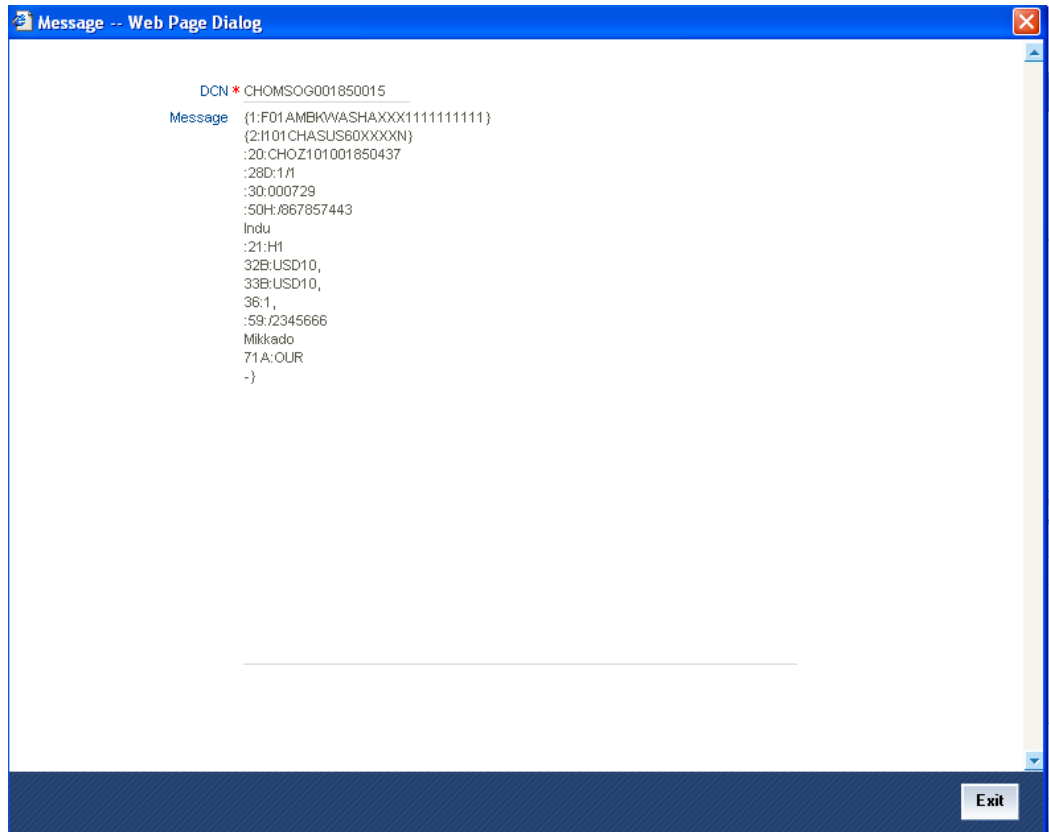 Message -- Web Page Dialog
DCN * CHOMSOG001850015
Message {1:F01AMBKWASHAXXX1111111111}
{2:I101CHASUS60XXXXN}
:20:CHOZ101001850437
:28D:1/1
:30:000729
:50H:/867857443
Indu
:21:H1
32B:USD10,
33B:USD10,
36:1,
:59:/2345666
Mikkado
71A:OUR
-}
Exit